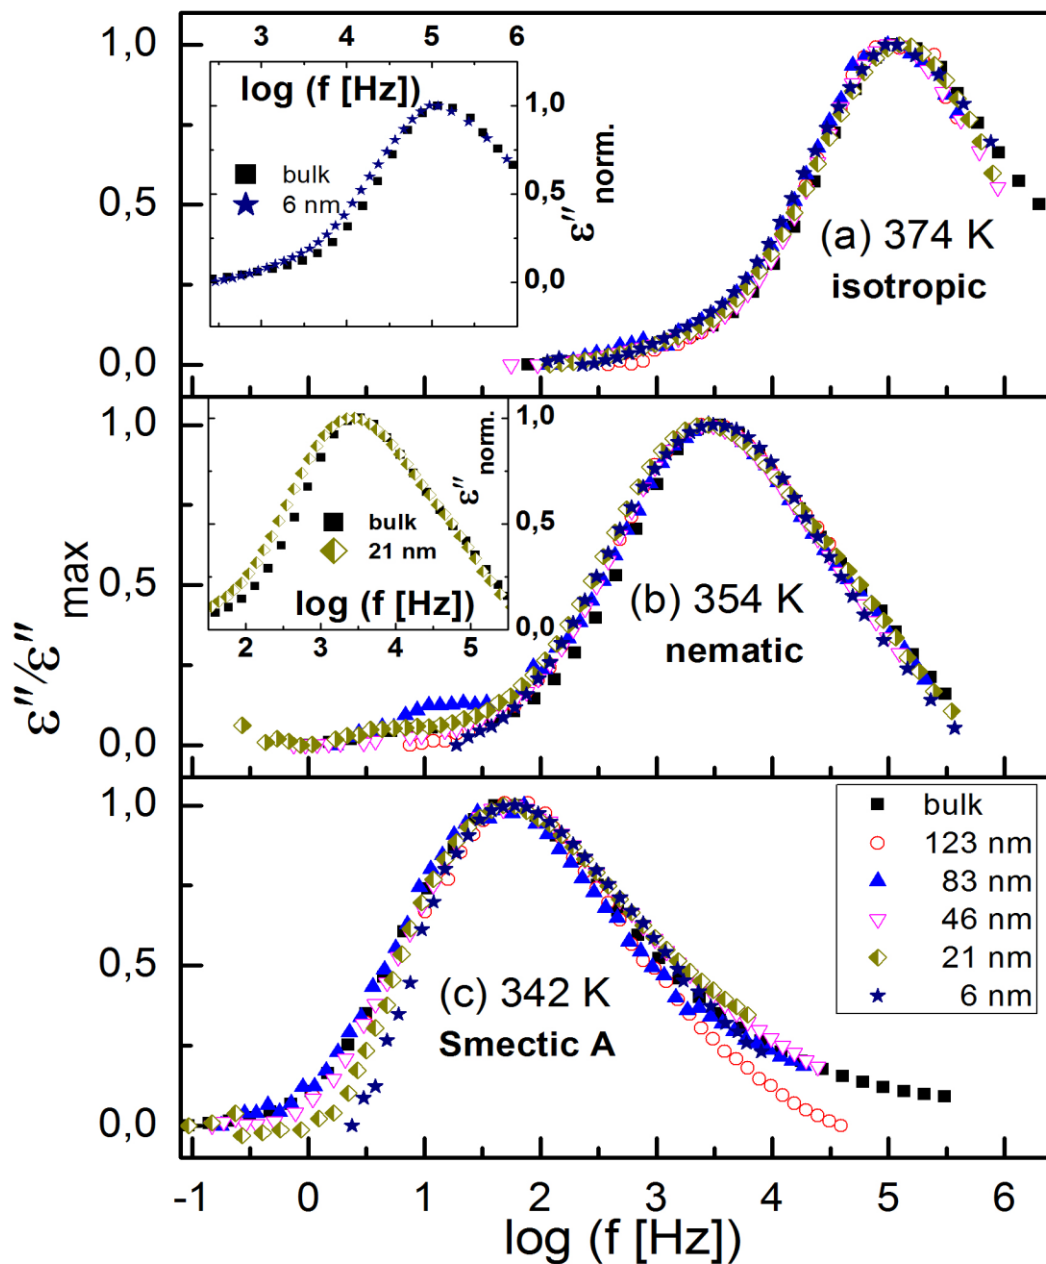 3 4 5 6
1,0
log (f [Hz])
1,0
bulk
6 nm
0,5
ε″ norm.
0,0
0,5
(a) 374 K
isotropic
0,0
1,0
1,0
ε″ norm.
bulk
21 nm
0,5
log (f [Hz])
0,0
2 3 4 5
0,5
(b) 354 K
nematic
0,0
ε″/ε″ max
1,0
bulk
123 nm
83 nm
46 nm
21 nm
6 nm
0,5
(c) 342 K
Smectic A
0,0
-1 0 1 2 3 4 5 6
log (f [Hz])